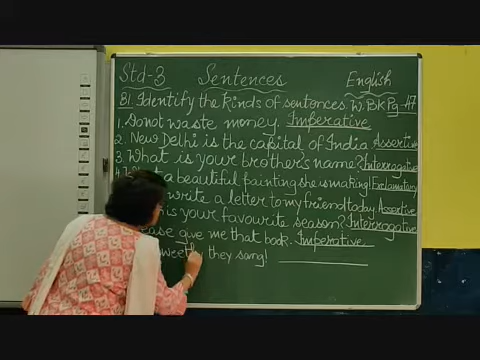 Std-3 Sentences English
B1. Identify the kinds of sentences. W.Bk Pg 47
1. Do not waste money. Imperative
2. New Delhi is the capital of India Assertive
3. What is your brother's name? Interrogative
4. a beautiful painting she is making! Exclamatory
write a letter to my friend today Assertive
is your favourite season? Interrogative
give me that book. Imperative
they sang!